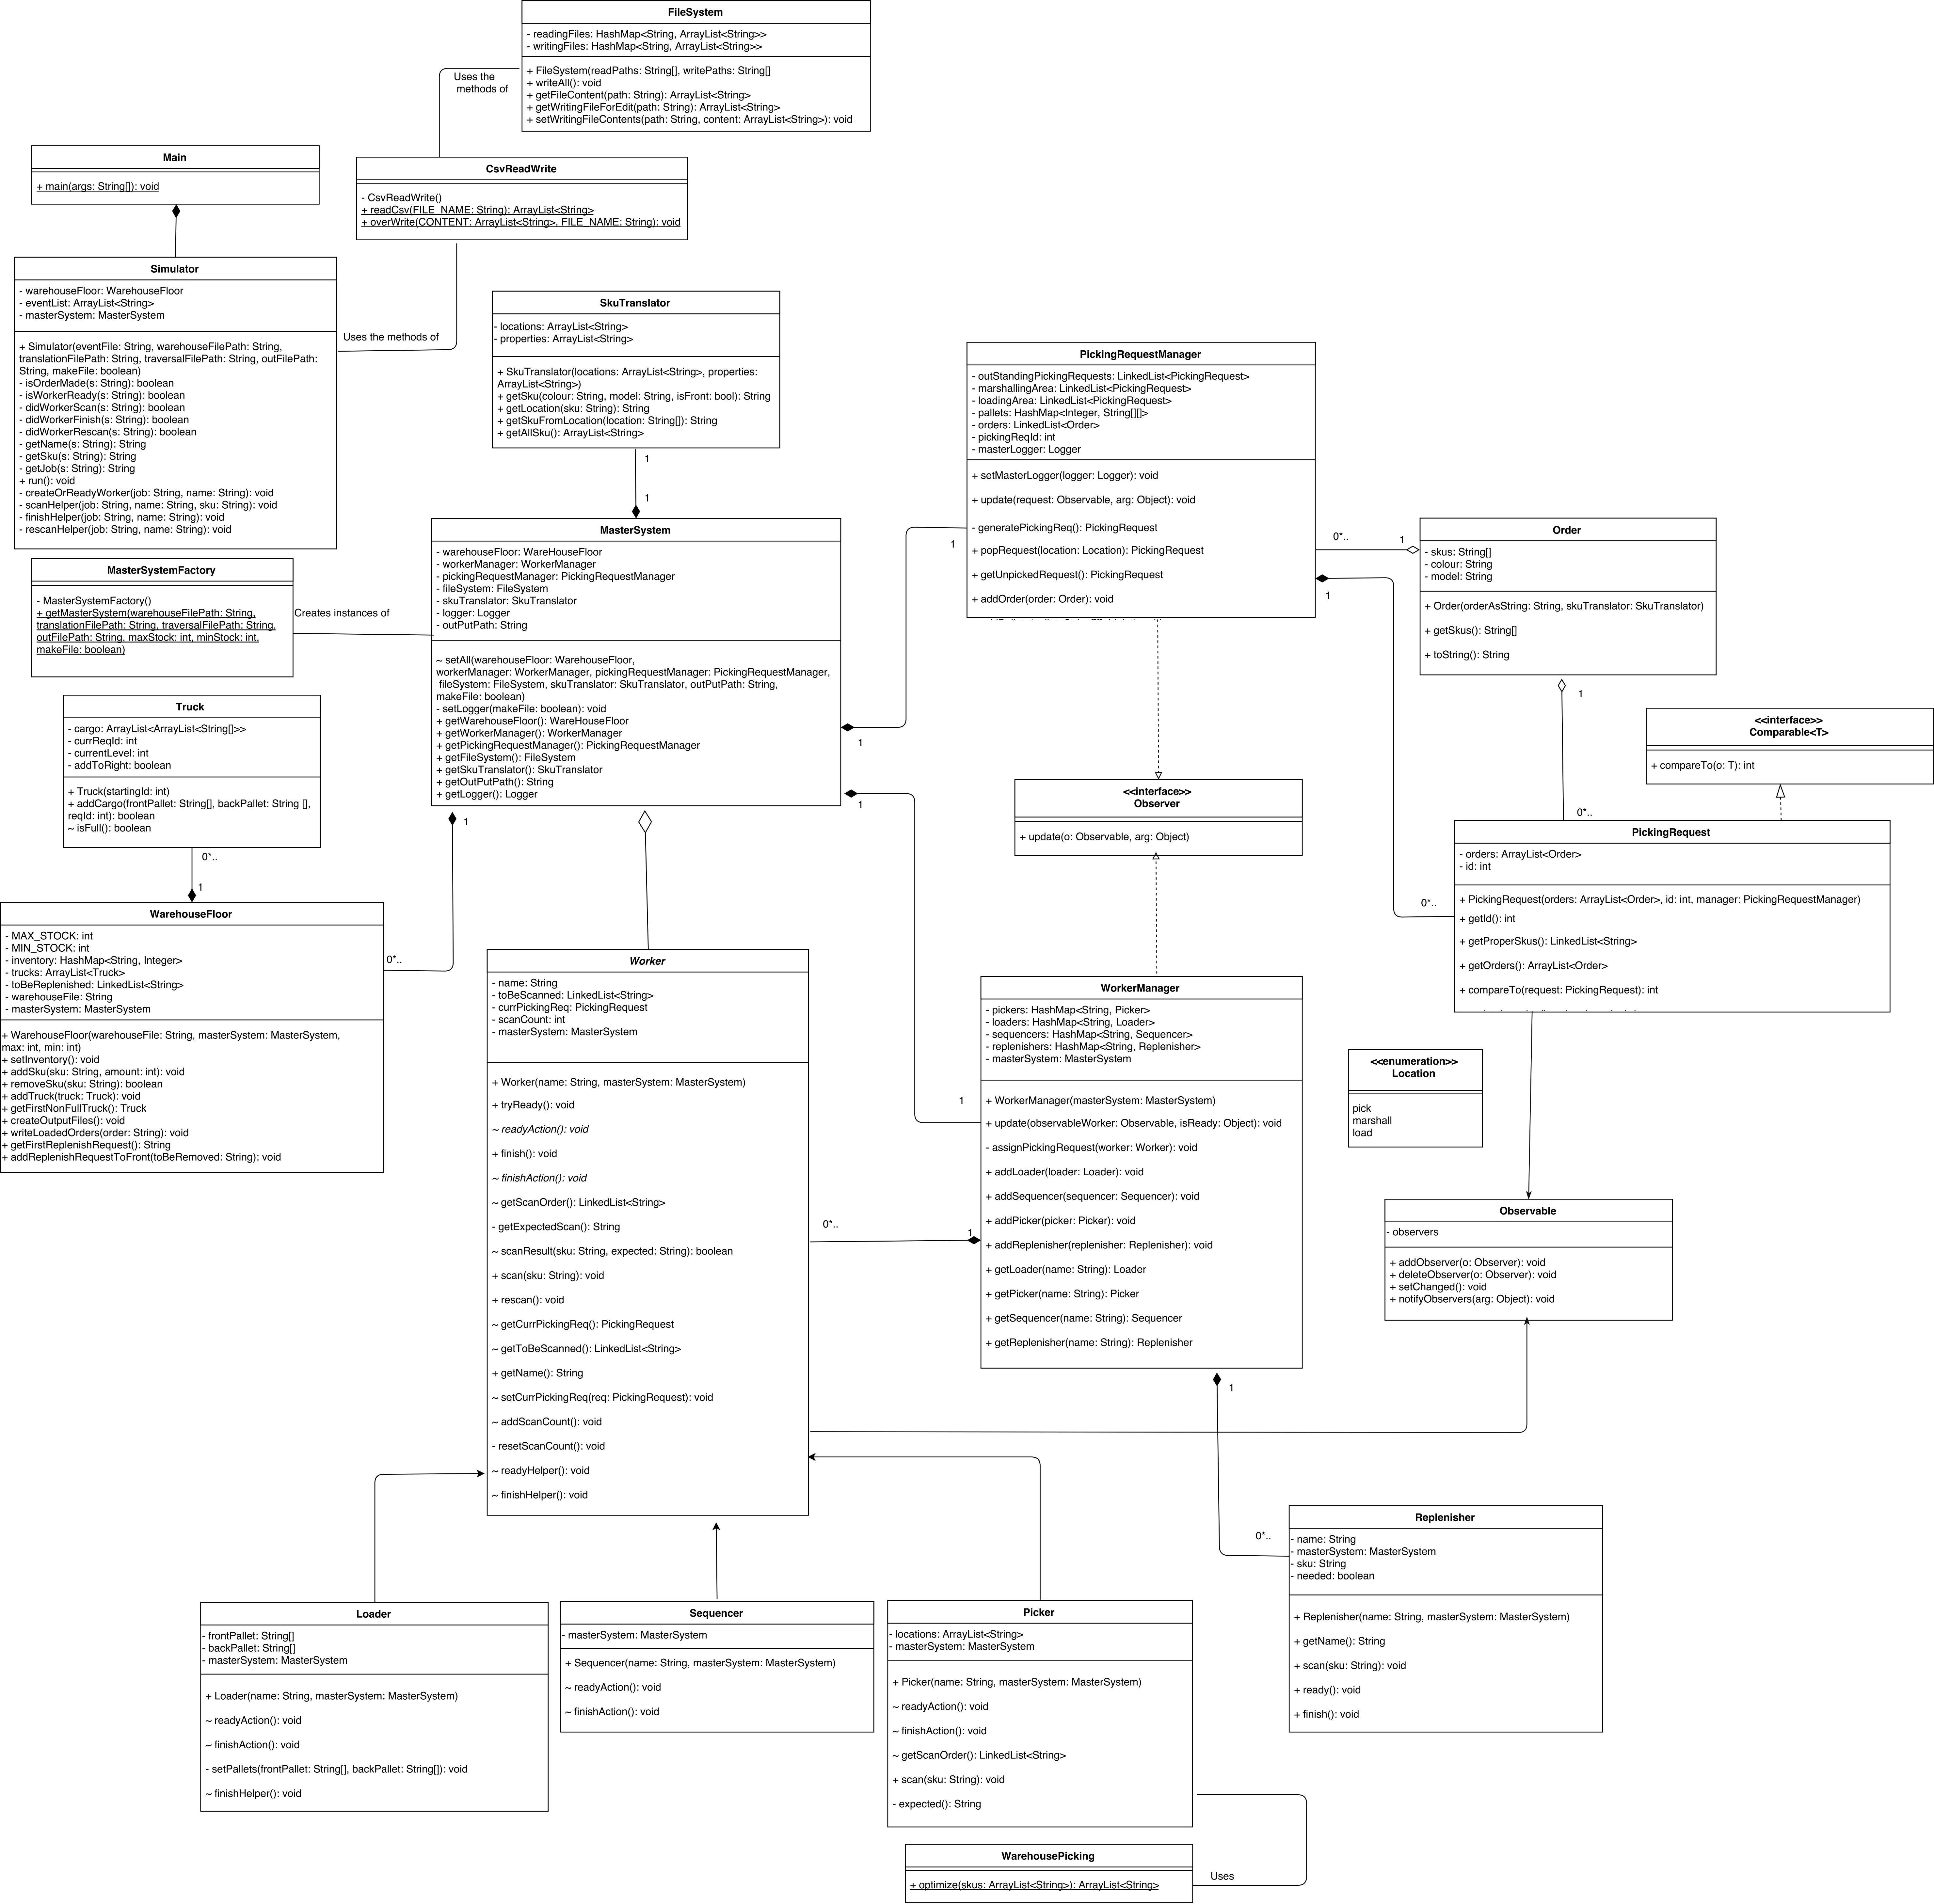 FileSystem
- readingFiles: HashMap<String, ArrayList<String>>
- writingFiles: HashMap<String, ArrayList<String>>
+ FileSystem(readPaths: String[], writePaths: String[]
+ writeAll(): void
+ getFileContent(path: String): ArrayList<String>
+ getWritingFileForEdit(path: String): ArrayList<String>
+ setWritingFileContents(path: String, content: ArrayList<String>): void
Uses the
methods of
Main
+ main(args: String[]): void
CsvReadWrite
- CsvReadWrite()
+ readCsv(FILE_NAME: String): ArrayList<String>
+ overWrite(CONTENT: ArrayList<String>, FILE_NAME: String): void
Simulator
- warehouseFloor: WarehouseFloor
- eventList: ArrayList<String>
- masterSystem: MasterSystem
+ Simulator(eventFile: String, warehouseFilePath: String,
translationFilePath: String, traversalFilePath: String, outFilePath:
String, makeFile: boolean)
- isOrderMade(s: String): boolean
- isWorkerReady(s: String): boolean
- didWorkerScan(s: String): boolean
- didWorkerFinish(s: String): boolean
- didWorkerRescan(s: String): boolean
- getName(s: String): String
- getSku(s: String): String
- getJob(s: String): String
+ run(): void
- createOrReadyWorker(job: String, name: String): void
- scanHelper(job: String, name: String, sku: String): void
- finishHelper(job: String, name: String): void
- rescanHelper(job: String, name: String): void
Uses the methods of
SkuTranslator
- locations: ArrayList<String>
- properties: ArrayList<String>
+ SkuTranslator(locations: ArrayList<String>, properties:
ArrayList<String>)
+ getSku(colour: String, model: String, isFront: bool): String
+ getLocation(sku: String): String
+ getSkuFromLocation(location: String[]): String
+ getAllSku(): ArrayList<String>
1
1
PickingRequestManager
- outStandingPickingRequests: LinkedList<PickingRequest>
- marshallingArea: LinkedList<PickingRequest>
- loadingArea: LinkedList<PickingRequest>
- pallets: HashMap<Integer, String[][]>
- orders: LinkedList<Order>
- pickingReqId: int
- masterLogger: Logger
+ setMasterLogger(logger: Logger): void
+ update(request: Observable, arg: Object): void
- generatePickingReq(): PickingRequest
+ popRequest(location: Location): PickingRequest
+ getUnpickedRequest(): PickingRequest
+ addOrder(order: Order): void
1
0*..
1
1
Order
- skus: String[]
- colour: String
- model: String
+ Order(orderAsString: String, skuTranslator: SkuTranslator)
+ getSkus(): String[]
+ toString(): String
1
0*..
MasterSystemFactory
- MasterSystemFactory()
+ getMasterSystem(warehouseFilePath: String,
translationFilePath: String, traversalFilePath: String,
outFilePath: String, maxStock: int, minStock: int,
makeFile: boolean)
Creates instances of
MasterSystem
- warehouseFloor: WareHouseFloor
- workerManager: WorkerManager
- pickingRequestManager: PickingRequestManager
- fileSystem: FileSystem
- skuTranslator: SkuTranslator
- logger: Logger
- outPutPath: String
~ setAll(warehouseFloor: WarehouseFloor,
workerManager: WorkerManager, pickingRequestManager: PickingRequestManager,
fileSystem: FileSystem, skuTranslator: SkuTranslator, outPutPath: String,
makeFile: boolean)
- setLogger(makeFile: boolean): void
+ getWarehouseFloor(): WareHouseFloor
+ getWorkerManager(): WorkerManager
+ getPickingRequestManager(): PickingRequestManager
+ getFileSystem(): FileSystem
+ getSkuTranslator(): SkuTranslator
+ getOutPutPath(): String
+ getLogger(): Logger
1
1
1
Truck
- cargo: ArrayList<ArrayList<String[]>>
- currReqId: int
- currentLevel: int
- addToRight: boolean
+ Truck(startingId: int)
+ addCargo(frontPallet: String[], backPallet: String [],
reqId: int): boolean
~ isFull(): boolean
0*..
1
<<interface>>
Comparable<T>
+ compareTo(o: T): int
<<interface>>
Observer
+ update(o: Observable, arg: Object)
PickingRequest
- orders: ArrayList<Order>
- id: int
+ PickingRequest(orders: ArrayList<Order>, id: int, manager: PickingRequestManager)
+ getId(): int
+ getProperSkus(): LinkedList<String>
+ getOrders(): ArrayList<Order>
+ compareTo(request: PickingRequest): int
0*..
WarehouseFloor
- MAX_STOCK: int
- MIN_STOCK: int
- inventory: HashMap<String, Integer>
- trucks: ArrayList<Truck>
- toBeReplenished: LinkedList<String>
- warehouseFile: String
- masterSystem: MasterSystem
+ WarehouseFloor(warehouseFile: String, masterSystem: MasterSystem,
max: int, min: int)
+ setInventory(): void
+ addSku(sku: String, amount: int): void
+ removeSku(sku: String): boolean
+ addTruck(truck: Truck): void
+ getFirstNonFullTruck(): Truck
+ createOutputFiles(): void
+ writeLoadedOrders(order: String): void
+ getFirstReplenishRequest(): String
+ addReplenishRequestToFront(toBeRemoved: String): void
0*..
Worker
- name: String
- toBeScanned: LinkedList<String>
- currPickingReq: PickingRequest
- scanCount: int
- masterSystem: MasterSystem
+ Worker(name: String, masterSystem: MasterSystem)
+ tryReady(): void
~ readyAction(): void
+ finish(): void
~ finishAction(): void
~ getScanOrder(): LinkedList<String>
- getExpectedScan(): String
~ scanResult(sku: String, expected: String): boolean
+ scan(sku: String): void
+ rescan(): void
~ getCurrPickingReq(): PickingRequest
~ getToBeScanned(): LinkedList<String>
+ getName(): String
~ setCurrPickingReq(req: PickingRequest): void
~ addScanCount(): void
- resetScanCount(): void
~ readyHelper(): void
~ finishHelper(): void
0*..
1
1
WorkerManager
- pickers: HashMap<String, Picker>
- loaders: HashMap<String, Loader>
- sequencers: HashMap<String, Sequencer>
- replenishers: HashMap<String, Replenisher>
- masterSystem: MasterSystem
+ WorkerManager(masterSystem: MasterSystem)
+ update(observableWorker: Observable, isReady: Object): void
- assignPickingRequest(worker: Worker): void
+ addLoader(loader: Loader): void
+ addSequencer(sequencer: Sequencer): void
+ addPicker(picker: Picker): void
+ addReplenisher(replenisher: Replenisher): void
+ getLoader(name: String): Loader
+ getPicker(name: String): Picker
+ getSequencer(name: String): Sequencer
+ getReplenisher(name: String): Replenisher
1
<<enumeration>>
Location
pick
marshall
load
Observable
- observers
+ addObserver(o: Observer): void
+ deleteObserver(o: Observer): void
+ setChanged(): void
+ notifyObservers(arg: Object): void
0*..
Replenisher
- name: String
- masterSystem: MasterSystem
- sku: String
- needed: boolean
+ Replenisher(name: String, masterSystem: MasterSystem)
+ getName(): String
+ scan(sku: String): void
+ ready(): void
+ finish(): void
Loader
- frontPallet: String[]
- backPallet: String[]
- masterSystem: MasterSystem
+ Loader(name: String, masterSystem: MasterSystem)
~ readyAction(): void
~ finishAction(): void
- setPallets(frontPallet: String[], backPallet: String[]): void
~ finishHelper(): void
Sequencer
- masterSystem: MasterSystem
+ Sequencer(name: String, masterSystem: MasterSystem)
~ readyAction(): void
~ finishAction(): void
Picker
- locations: ArrayList<String>
- masterSystem: MasterSystem
+ Picker(name: String, masterSystem: MasterSystem)
~ readyAction(): void
~ finishAction(): void
~ getScanOrder(): LinkedList<String>
+ scan(sku: String): void
- expected(): String
WarehousePicking
+ optimize(skus: ArrayList<String>): ArrayList<String>
Uses